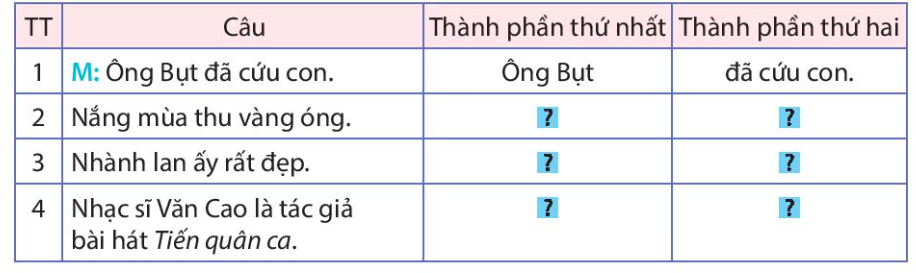 TT Câu Thành phần thứ nhất Thành phần thứ hai
1 M: Ông Bụt đã cứu con. Ông Bụt đã cứu con.
2 Nắng mùa thu vàng óng. ? ?
3 Nhành lan ấy rất đẹp. ? ?
4 Nhạc sĩ Văn Cao là tác giả ? ?
bài hát Tiến quân ca.